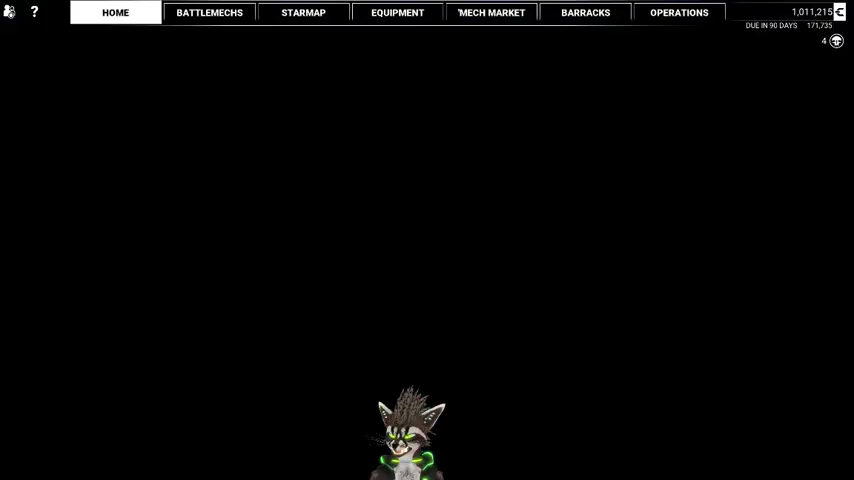 ?
HOME
BATTLEMECHS
STARMAP
EQUIPMENT
'MECH MARKET
BARRACKS
OPERATIONS
1,011,215
DUE IN 90 DAYS 171,735
4